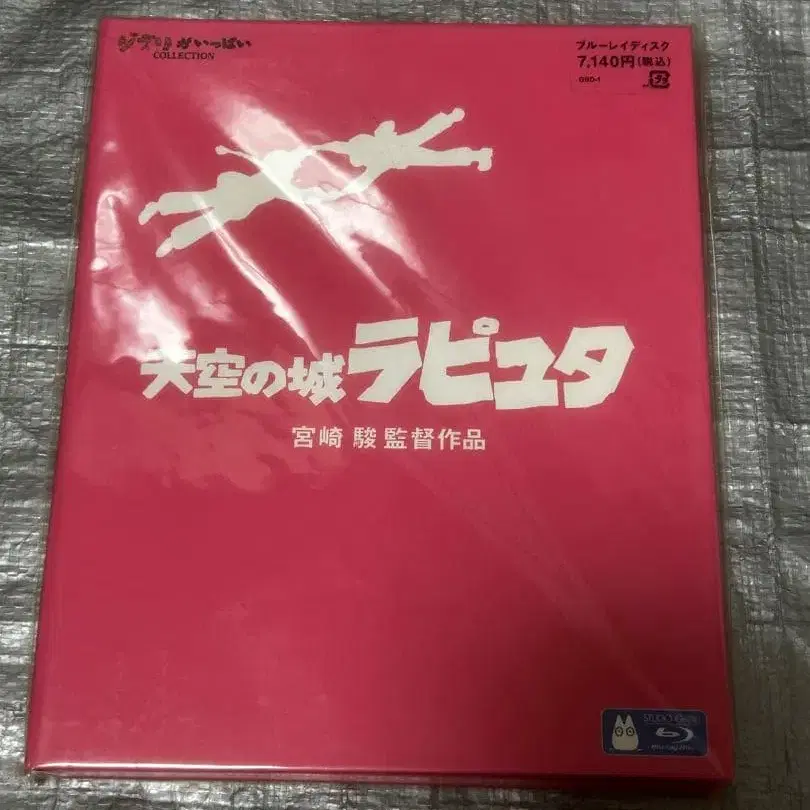 ジブリがいっぱい
COLLECTION
ブルーレイディスク
7,140円(税込)
天空の城ラピュタ
宮崎 駿 監督作品
STUDIO